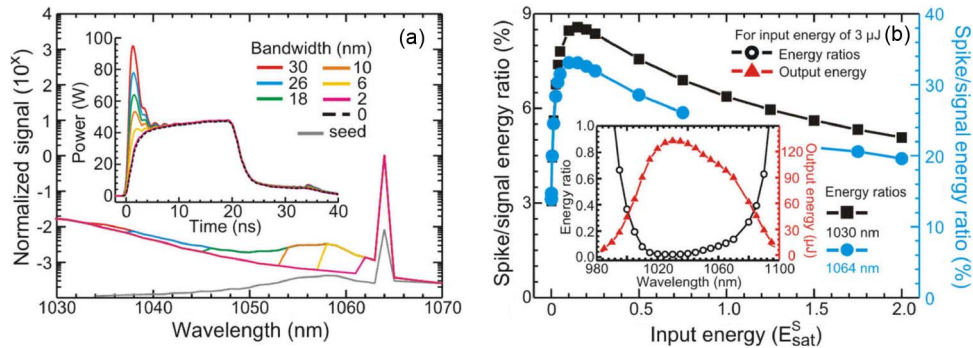 (a)
Normalized signal (10^X)
4
3
2
1
0
-1
-2
-3
1030 1040 1050 1060 1070
Wavelength (nm)
Power (W)
100
80
60
40
20
0
0 10 20 30 40
Time (ns)
Bandwidth (nm)
30 10
26 6
18 2
0
seed
(b)
Spike/signal energy ratio (%)
9
6
3
0
0 0.5 1.0 1.5 2.0
Input energy (E^S_sat)
Spike/signal energy ratio (%)
40
30
20
10
0
For input energy of 3 µJ
Energy ratios
Output energy
Energy ratio
1.0
0.8
0.6
0.4
0.2
0.0
980 1020 1060 1100
Wavelength (nm)
Output energy (µJ)
120
90
60
30
0
Energy ratios
1030 nm
1064 nm